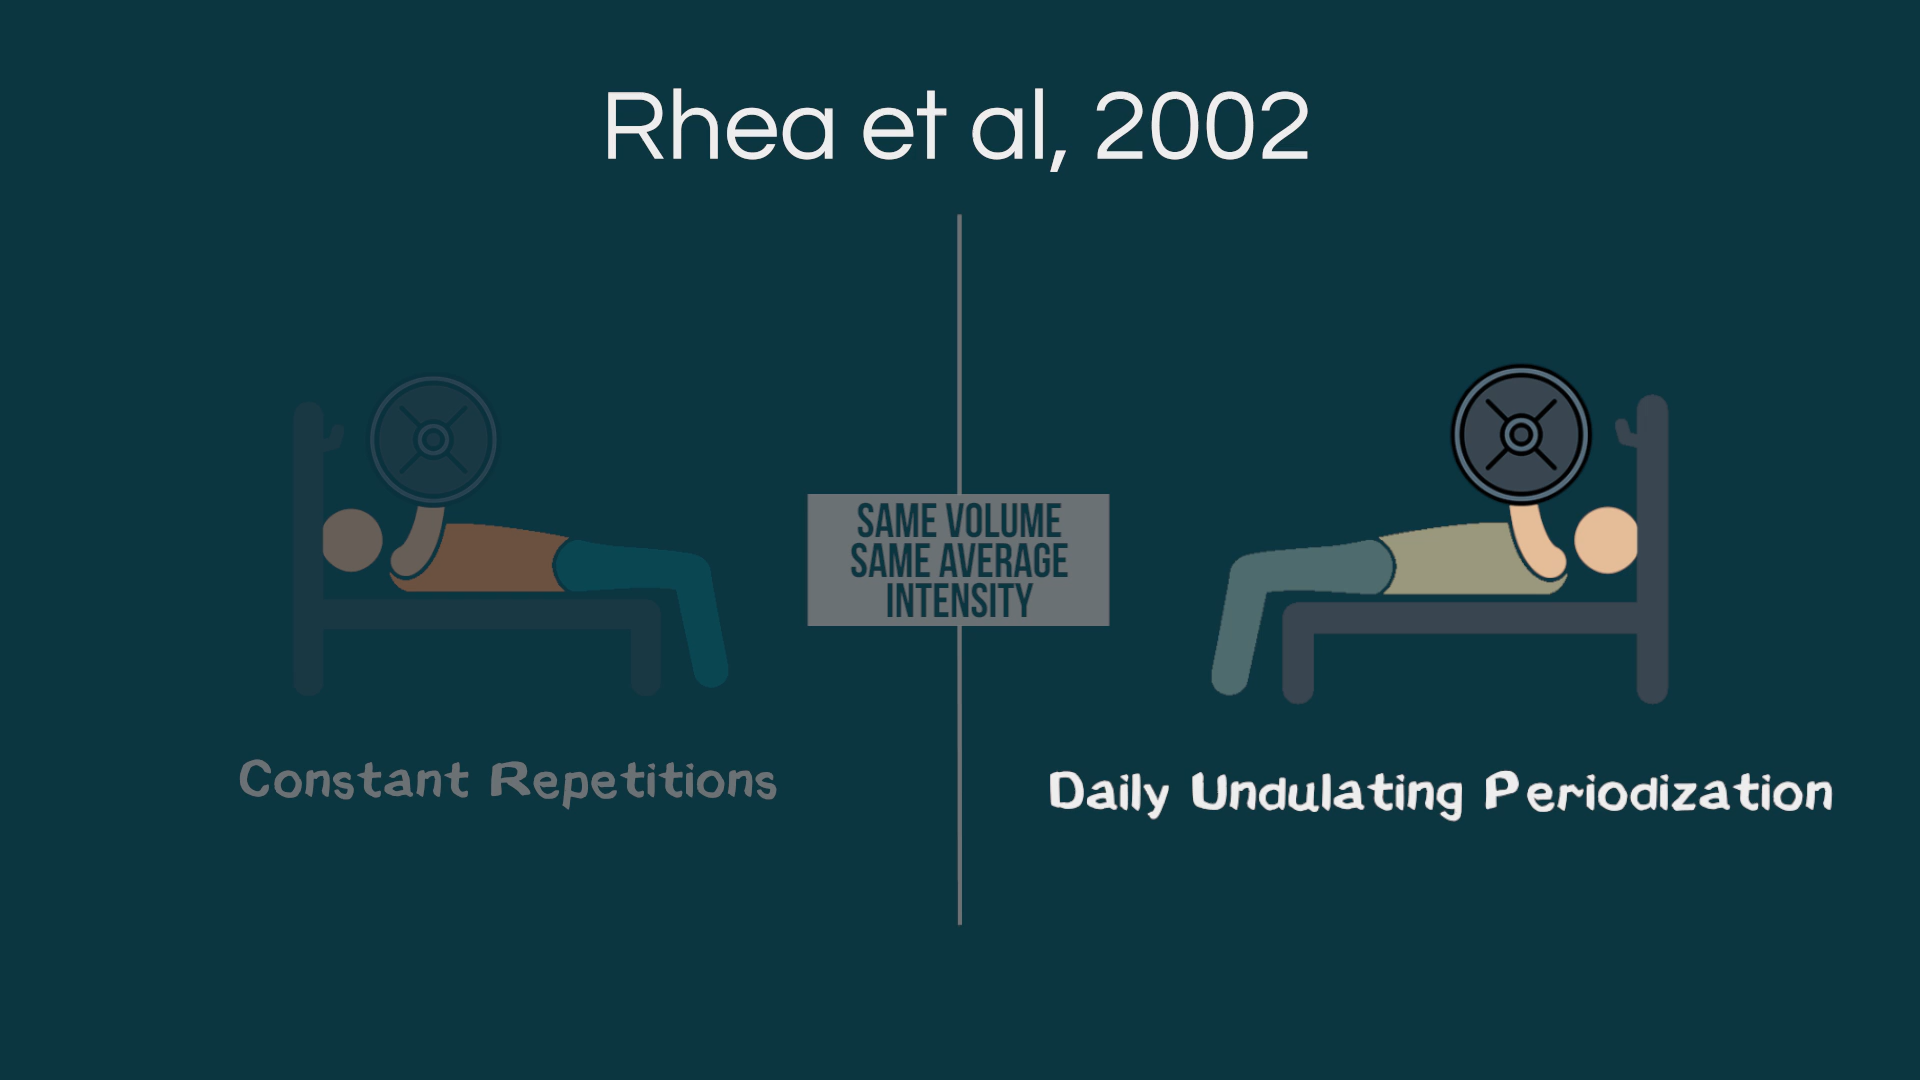 Rhea et al, 2002
SAME VOLUME
SAME AVERAGE
INTENSITY
Constant Repetitions
Daily Undulating Periodization